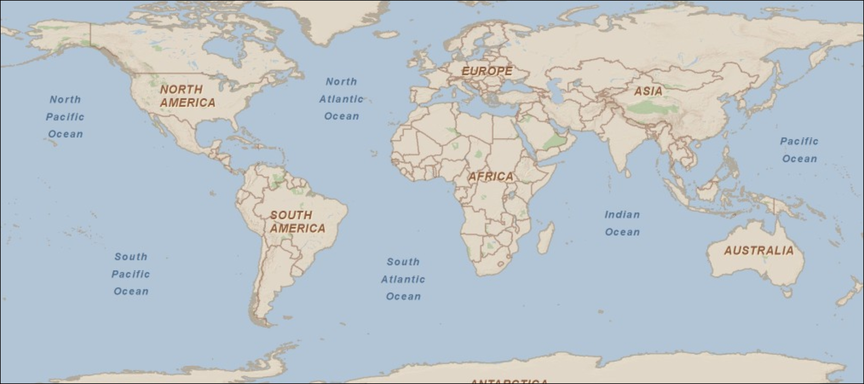 EUROPE
North
Atlantic
Ocean
NORTH
AMERICA
ASIA
North
Pacific
Ocean
Pacific
Ocean
AFRICA
SOUTH
AMERICA
Indian
Ocean
AUSTRALIA
South
Pacific
Ocean
South
Atlantic
Ocean
ANTARCTICA